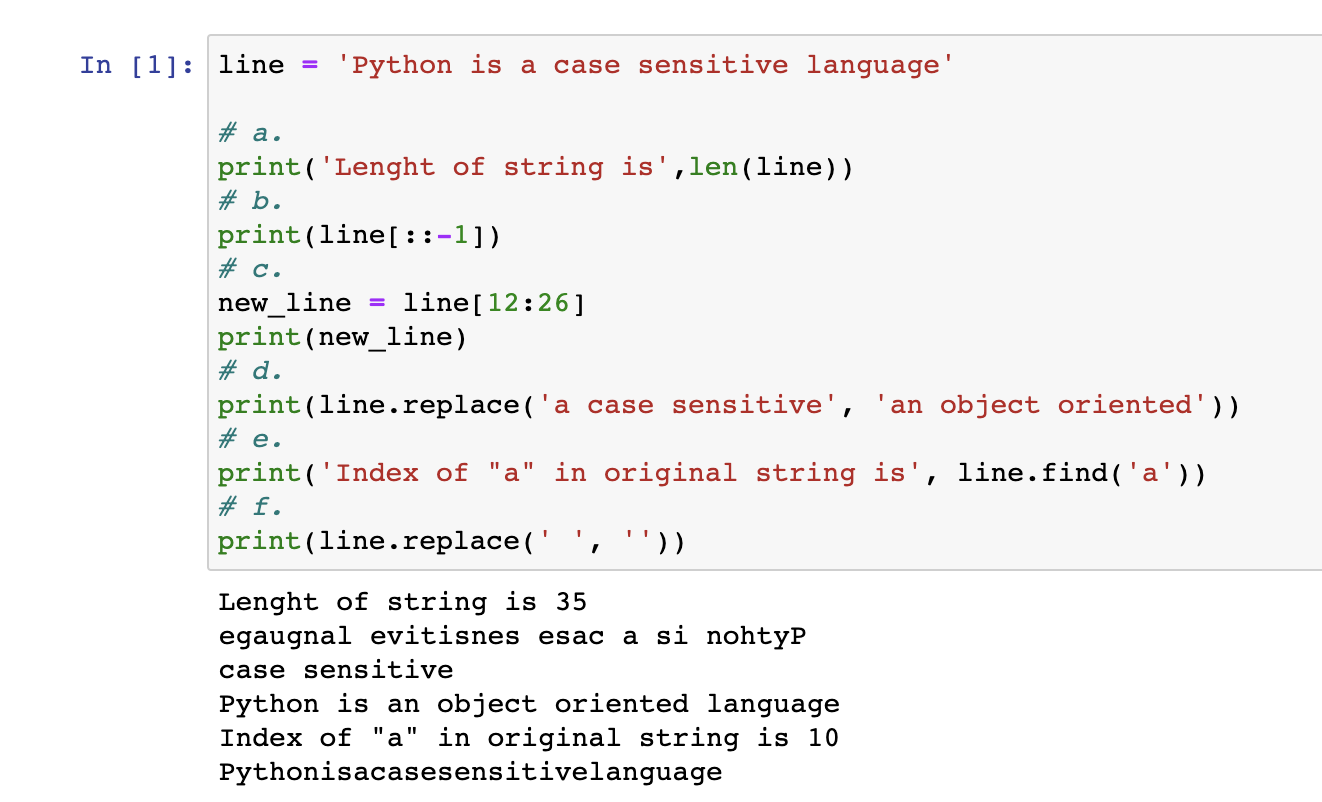 In [1]: line = 'Python is a case sensitive language'

# a.
print('Lenght of string is',len(line))
# b.
print(line[::-1])
# c.
new_line = line[12:26]
print(new_line)
# d.
print(line.replace('a case sensitive', 'an object oriented'))
# e.
print('Index of "a" in original string is', line.find('a'))
# f.
print(line.replace(' ', ''))
Lenght of string is 35
egaugnal evitisnes esac a si nohtyP
case sensitive
Python is an object oriented language
Index of "a" in original string is 10
Pythonisacasesensitivelanguage